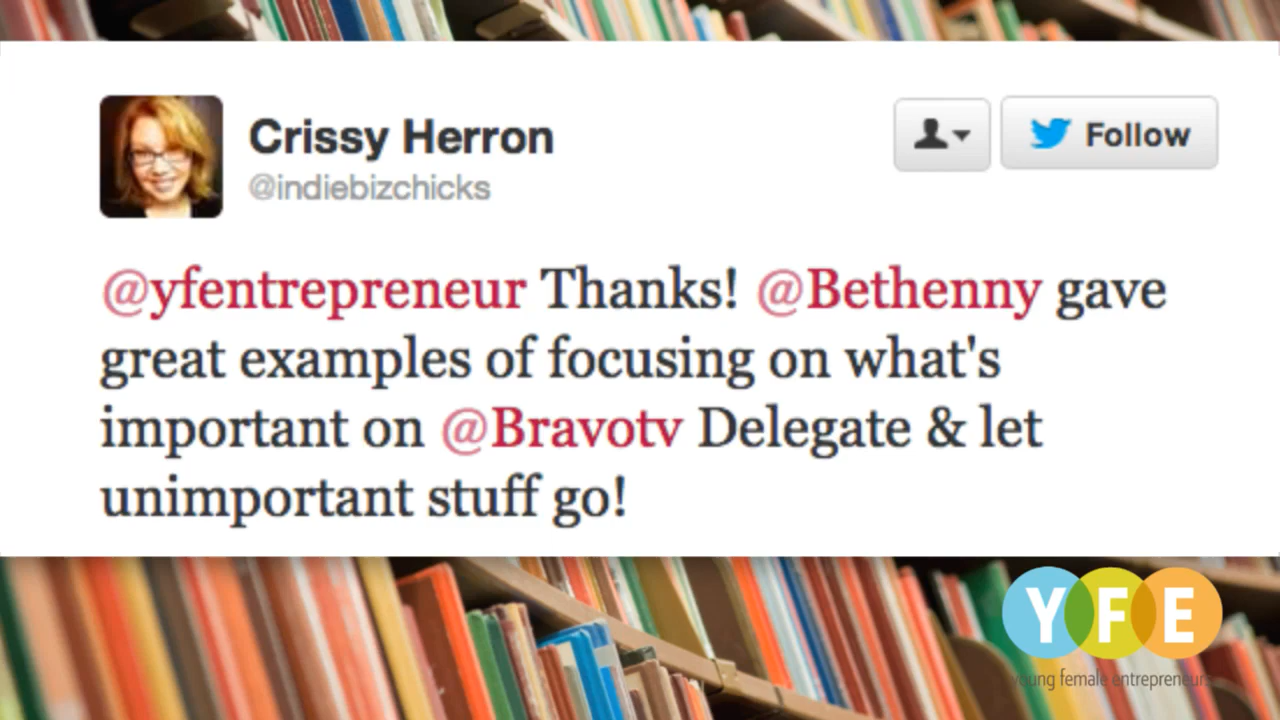 Crissy Herron
@indiebizchicks
Follow
@yfentrepreneur Thanks! @Bethenny gave
great examples of focusing on what's
important on @Bravotv Delegate & let
unimportant stuff go!
YFE
young female entrepreneurs